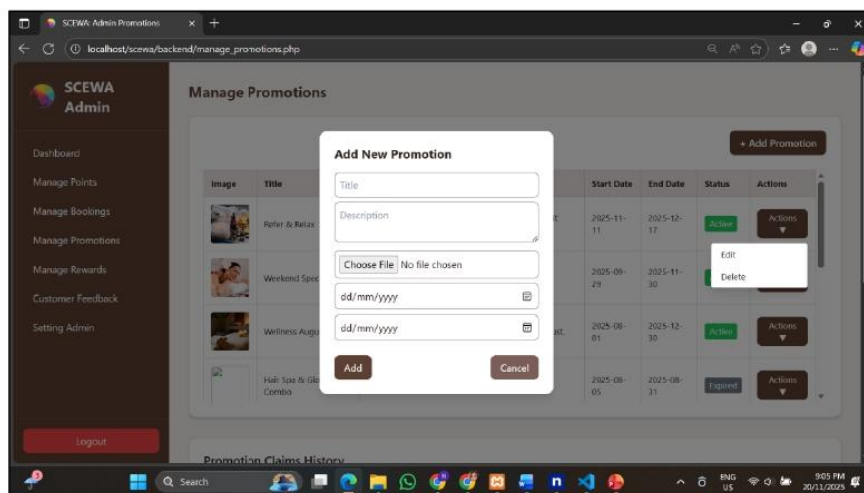 SCEWA: Admin Promotions
localhost/scewa/backend/manage_promotions.php
SCEWA
Admin
Dashboard
Manage Points
Manage Bookings
Manage Promotions
Manage Rewards
Customer Feedback
Setting Admin
Logout
Manage Promotions
+ Add Promotion
Image Title Start Date End Date Status Actions
Refer & Relax 2025-11-11 2025-12-17 Active Actions ▼
Edit
Delete
Weekend Spec 2025-09-29 2025-11-30
Wellness Augu ust. 2025-08-01 2025-12-30 Active Actions ▼
Hair Spa & Glo
Combo 2025-08-05 2025-08-31 Expired Actions ▼
Add New Promotion
Title
Description
Choose File No file chosen
dd/mm/yyyy
dd/mm/yyyy
Add Cancel
Promotion Claims History
Search
ENG
US
9:05 PM
20/11/2025